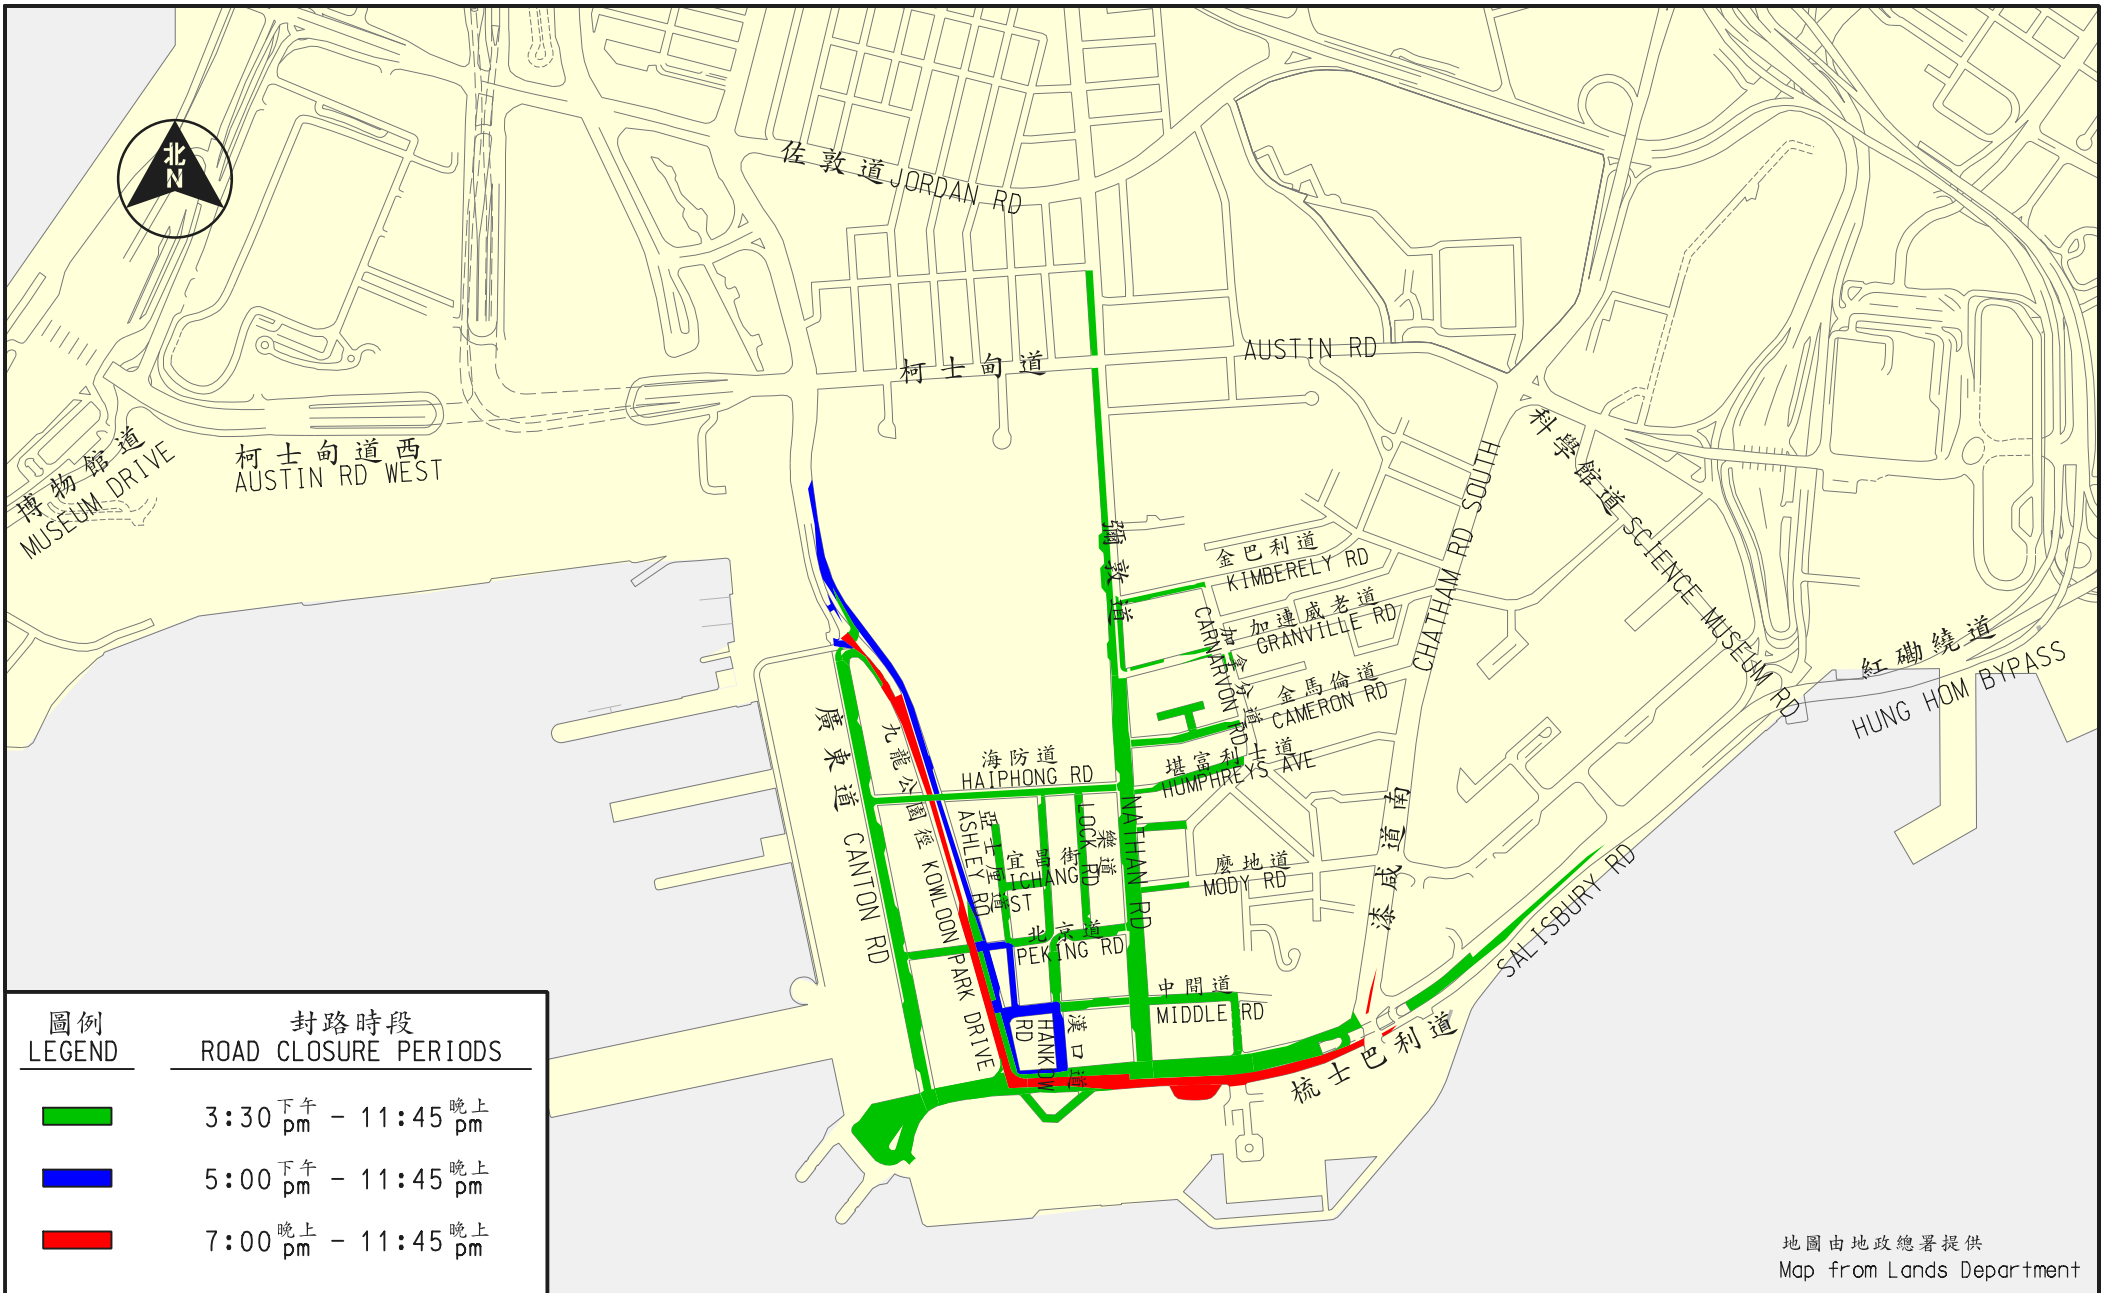 北
N
佐敦道 JORDAN RD
柯士甸道
AUSTIN RD
博物館道
MUSEUM DRIVE
柯士甸道西
AUSTIN RD WEST
科學館道 SCIENCE MUSEUM RD
CHATHAM RD SOUTH
漆咸道南
彌敦道
NATHAN RD
金巴利道
KIMBERELY RD
加連威老道
GRANVILLE RD
加拿分道
CARNARVON RD
金馬倫道
CAMERON RD
堪富利士道
HUMPHREYS AVE
紅磡繞道
HUNG HOM BYPASS
廣東道 CANTON RD
九龍公園徑 KOWLOON PARK DRIVE
海防道
HAIPHONG RD
亞士厘道
ASHLEY RD
宜昌街
ICHANG
ST
樂道
LOCK RD
麼地道
MODY RD
北京道
PEKING RD
中間道
MIDDLE RD
漢口道
HANKOW
RD
梳士巴利道
SALISBURY RD
圖例
LEGEND
封路時段
ROAD CLOSURE PERIODS
3:30 下午 pm - 11:45 晚上 pm
5:00 下午 pm - 11:45 晚上 pm
7:00 晚上 pm - 11:45 晚上 pm
地圖由地政總署提供
Map from Lands Department